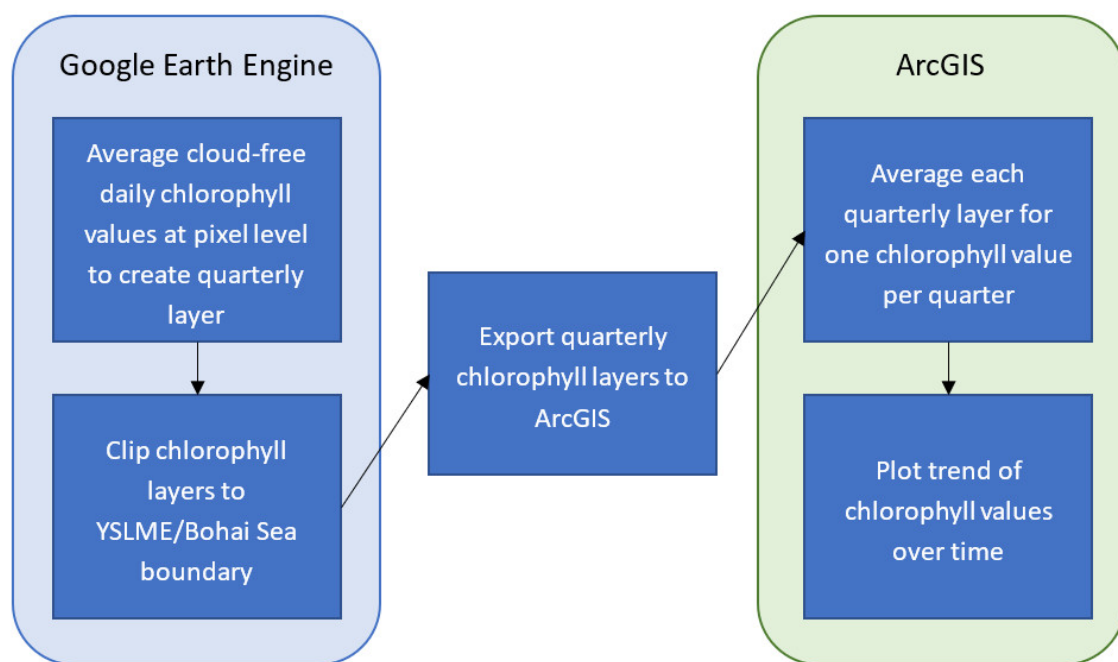 Google Earth Engine
Average cloud-free
daily chlorophyll
values at pixel level
to create quarterly
layer
Clip chlorophyll
layers to
YSLME/Bohai Sea
boundary
Export quarterly
chlorophyll layers to
ArcGIS
ArcGIS
Average each
quarterly layer for
one chlorophyll value
per quarter
Plot trend of
chlorophyll values
over time